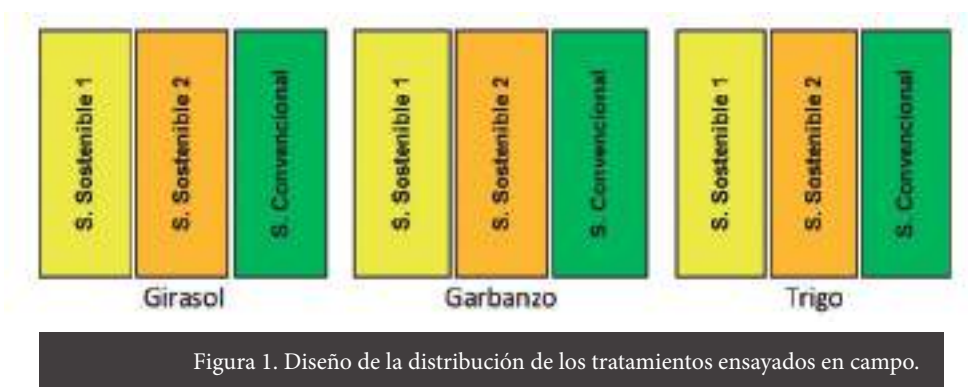 S. Sostenible 1
S. Sostenible 2
S. Convencional
Girasol
S. Sostenible 1
S. Sostenible 2
S. Convencional
Garbanzo
S. Sostenible 1
S. Sostenible 2
S. Convencional
Trigo
Figura 1. Diseño de la distribución de los tratamientos ensayados en campo.